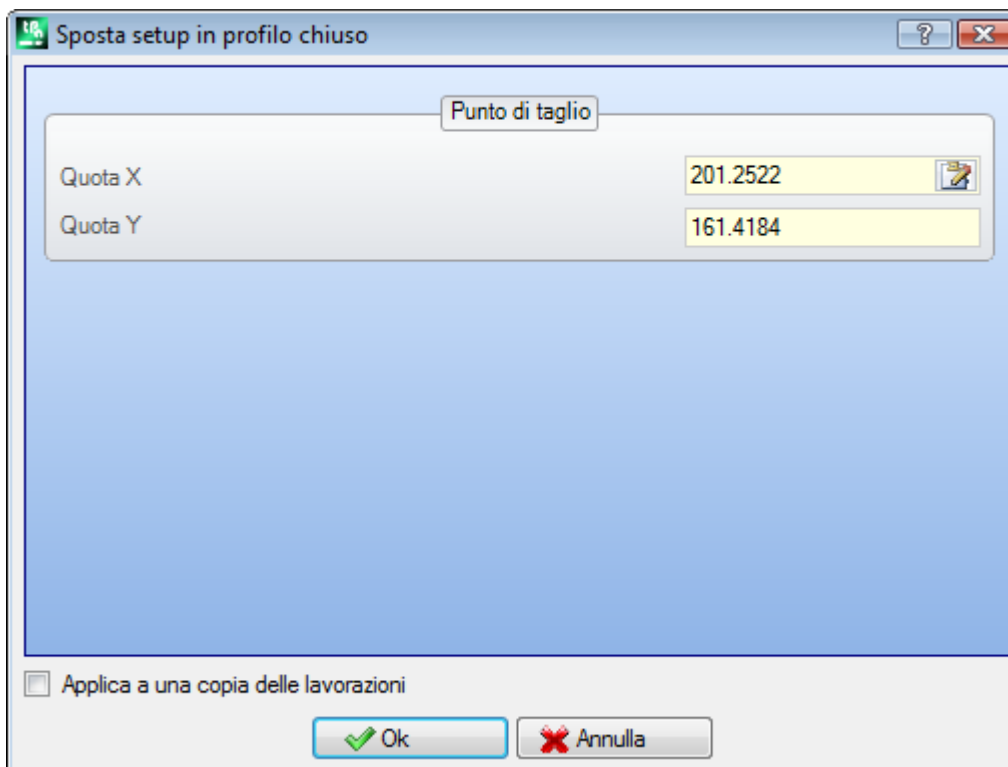 Sposta setup in profilo chiuso
Punto di taglio
Quota X 201.2522
Quota Y 161.4184
Applica a una copia delle lavorazioni
Ok Annulla